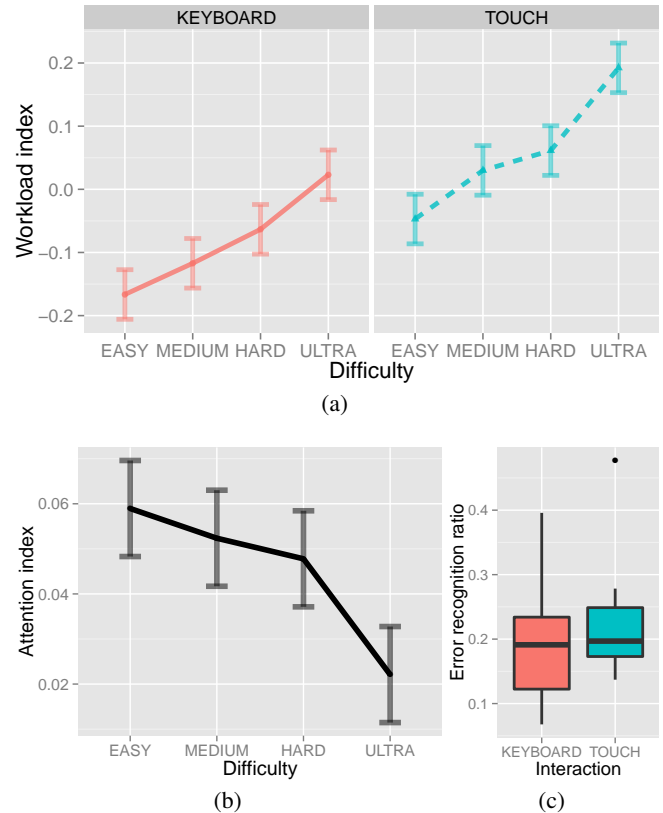 KEYBOARD TOUCH
Workload index
0.2
0.1
0.0
−0.1
−0.2
EASY MEDIUM HARD ULTRA EASY MEDIUM HARD ULTRA
Difficulty
(a)
Attention index
0.06
0.04
0.02
EASY MEDIUM HARD ULTRA
Difficulty
(b)
Error recognition ratio
0.4
0.3
0.2
0.1
KEYBOARD TOUCH
Interaction
(c)